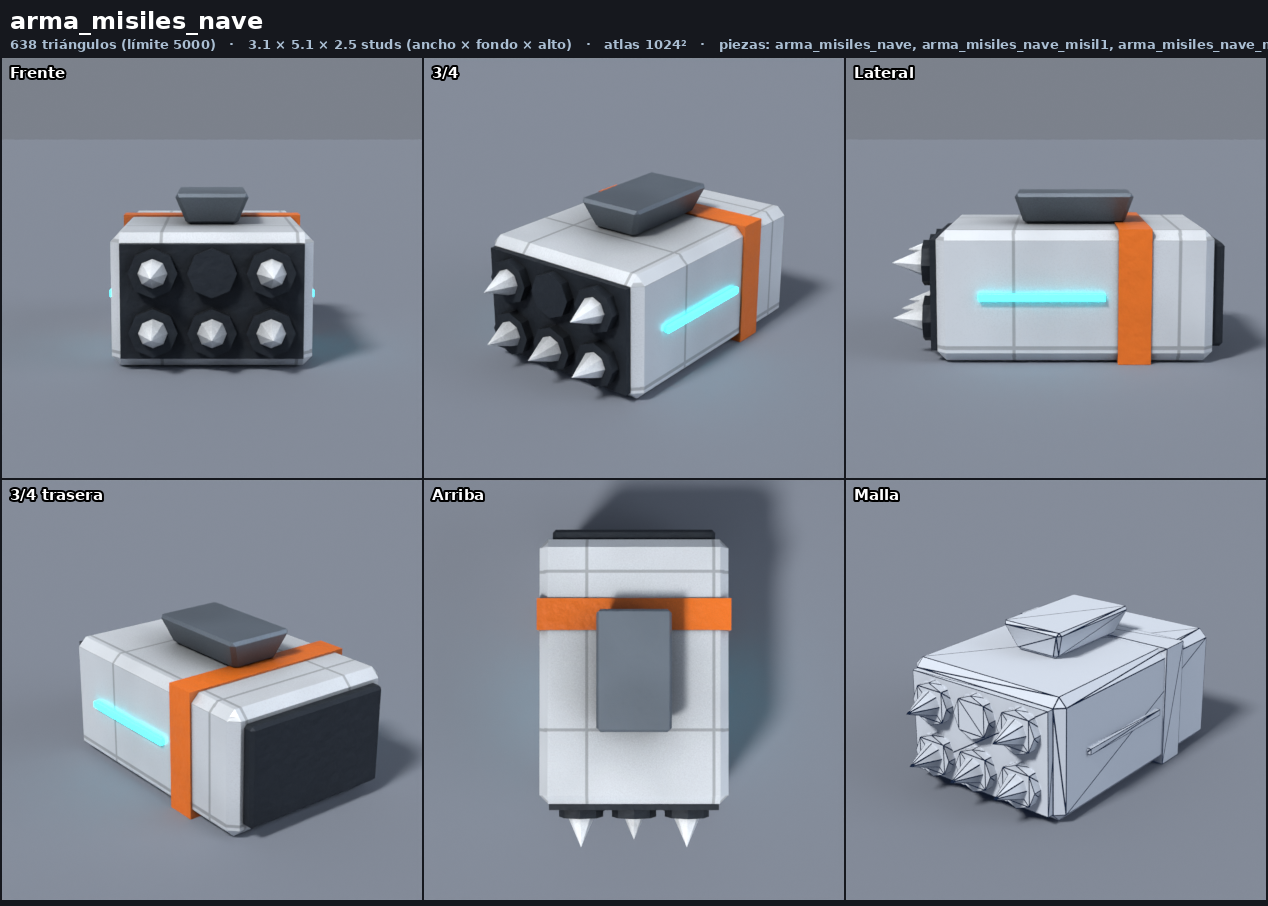 arma_misiles_nave
638 triángulos (límite 5000) · 3.1 × 5.1 × 2.5 studs (ancho × fondo × alto) · atlas 1024² · piezas: arma_misiles_nave, arma_misiles_nave_misil1, arma_misiles_nave_m
Frente
3/4
Lateral
3/4 trasera
Arriba
Malla